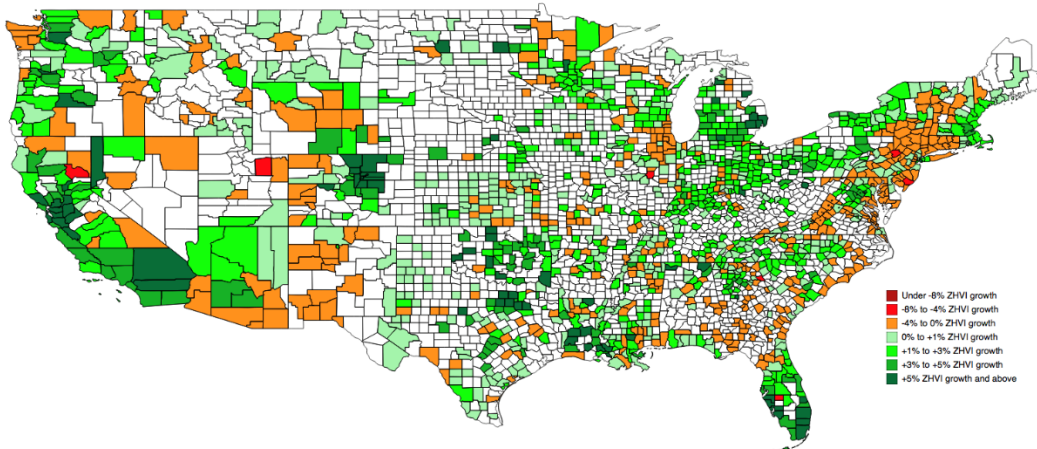 Under -8% ZHVI growth
-8% to -4% ZHVI growth
-4% to 0% ZHVI growth
0% to +1% ZHVI growth
+1% to +3% ZHVI growth
+3% to +5% ZHVI growth
+5% ZHVI growth and above